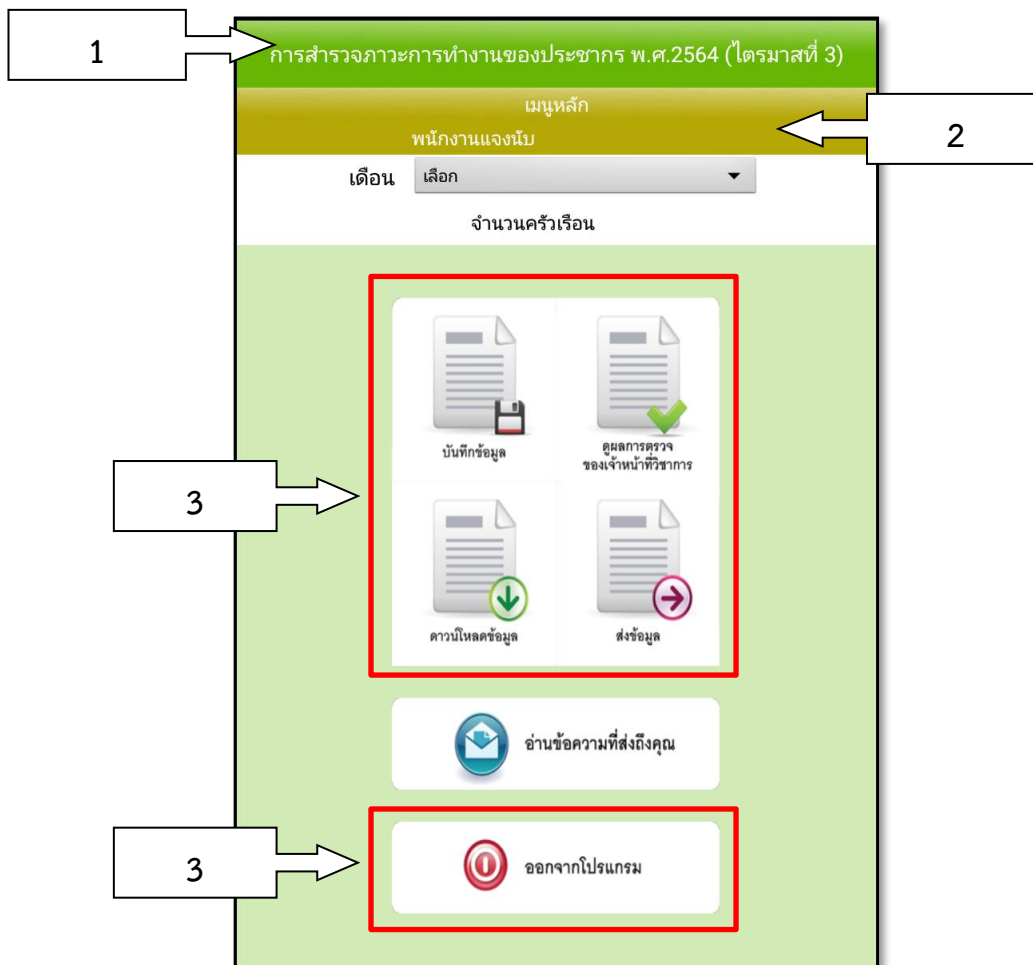 1
การสำรวจภาวะการทำงานของประชากร พ.ศ.2564 (ไตรมาสที่ 3)
เมนูหลัก
2
พนักงานแจงนับ
เดือน เลือก
จำนวนครัวเรือน
บันทึกข้อมูล
ดูผลการตรวจ
ของเจ้าหน้าที่วิชาการ
3
ดาวน์โหลดข้อมูล
ส่งข้อมูล
อ่านข้อความที่ส่งถึงคุณ
3
ออกจากโปรแกรม